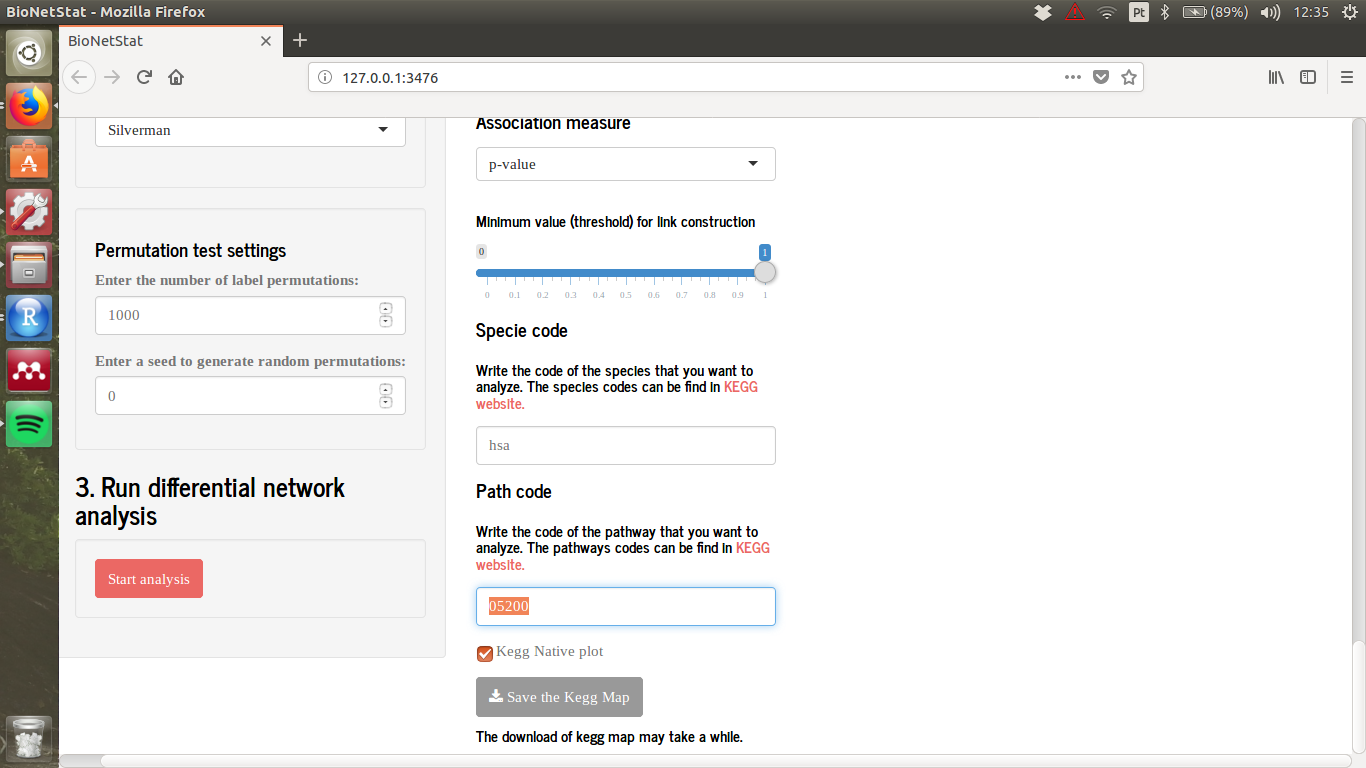 BioNetStat - Mozilla Firefox
Pt
(89%)
12:35
BioNetStat
127.0.0.1:3476
Silverman
Permutation test settings
Enter the number of label permutations:
1000
Enter a seed to generate random permutations:
0
3. Run differential network
analysis
Start analysis
Association measure
p-value
Minimum value (threshold) for link construction
0
1
0 0.1 0.2 0.3 0.4 0.5 0.6 0.7 0.8 0.9 1
Specie code
Write the code of the species that you want to
analyze. The species codes can be find in KEGG
website.
hsa
Path code
Write the code of the pathway that you want to
analyze. The pathways codes can be find in KEGG
website.
05200
Kegg Native plot
Save the Kegg Map
The download of kegg map may take a while.
R